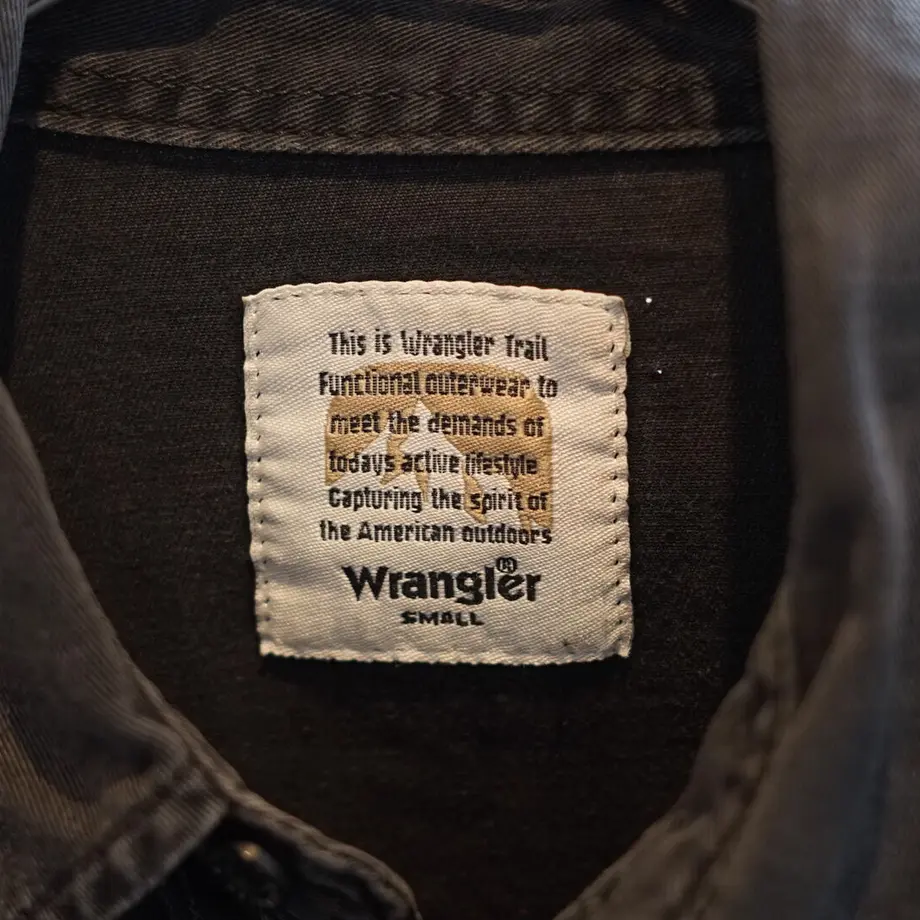 This is Wrangler Trail
Functional outerwear to
meet the demands of
todays active lifestyle
Capturing the spirit of
the American outdoors
Wrangler®
SMALL